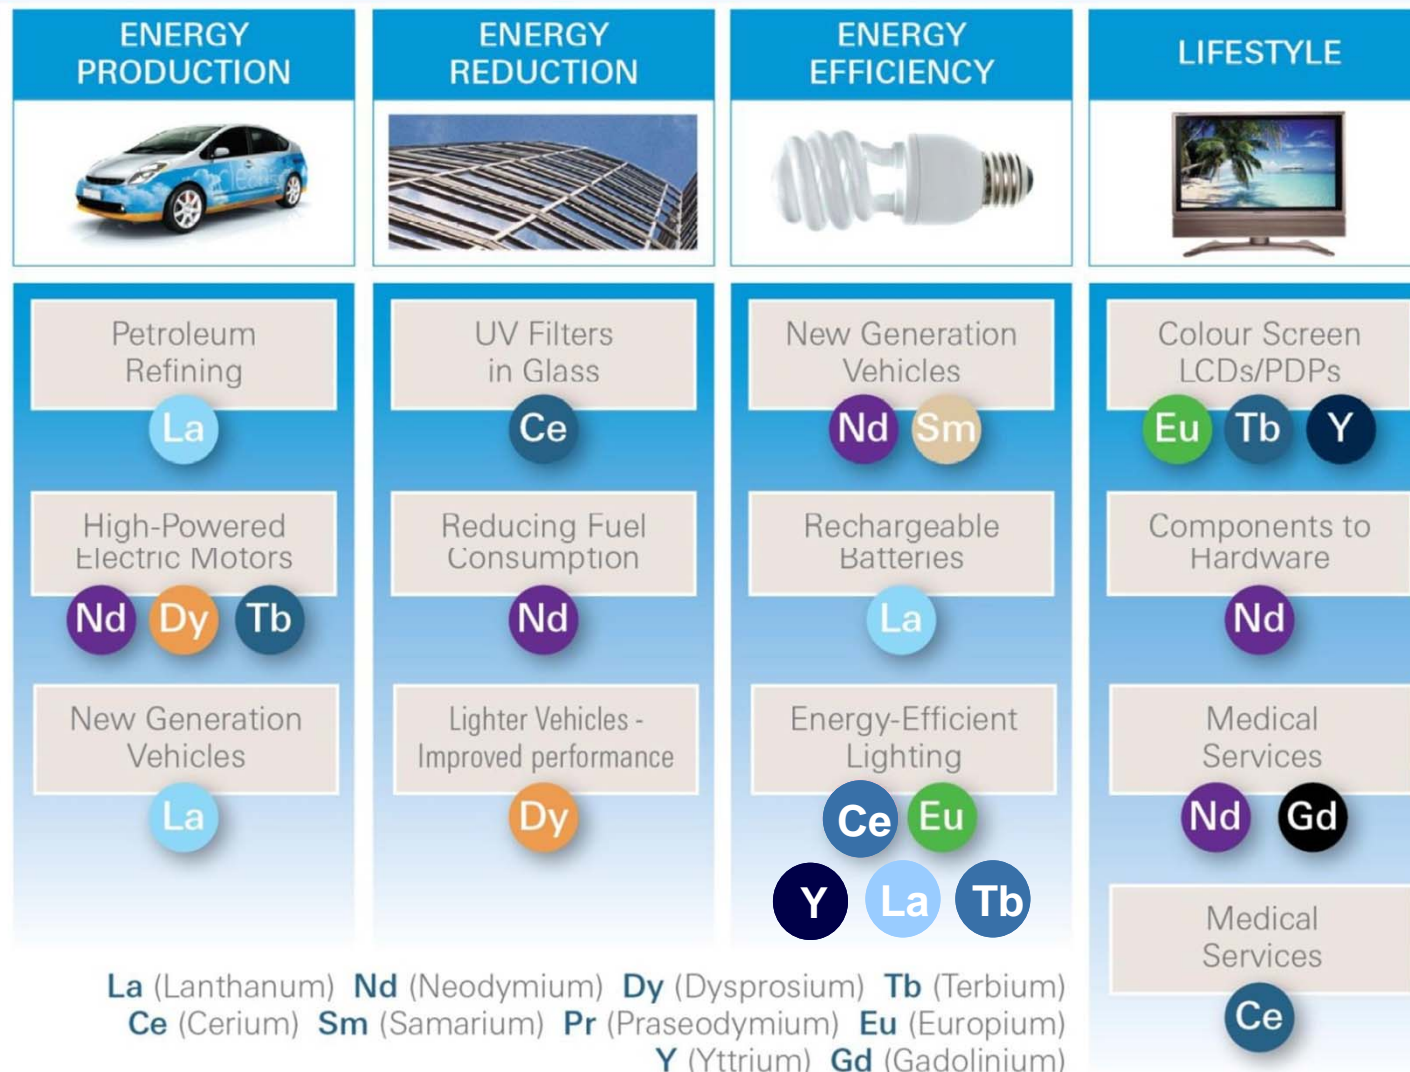 ENERGY
PRODUCTION
Petroleum
Refining
La
High-Powered
Electric Motors
Nd Dy Tb
New Generation
Vehicles
La
ENERGY
REDUCTION
UV Filters
in Glass
Ce
Reducing Fuel
Consumption
Nd
Lighter Vehicles -
Improved performance
Dy
ENERGY
EFFICIENCY
New Generation
Vehicles
Nd Sm
Rechargeable
Batteries
La
Energy-Efficient
Lighting
Ce Eu
Y La Tb
LIFESTYLE
Colour Screen
LCDs/PDPs
Eu Tb Y
Components to
Hardware
Nd
Medical
Services
Nd Gd
Medical
Services
Ce
La (Lanthanum) Nd (Neodymium) Dy (Dysprosium) Tb (Terbium)
Ce (Cerium) Sm (Samarium) Pr (Praseodymium) Eu (Europium)
Y (Yttrium) Gd (Gadolinium)